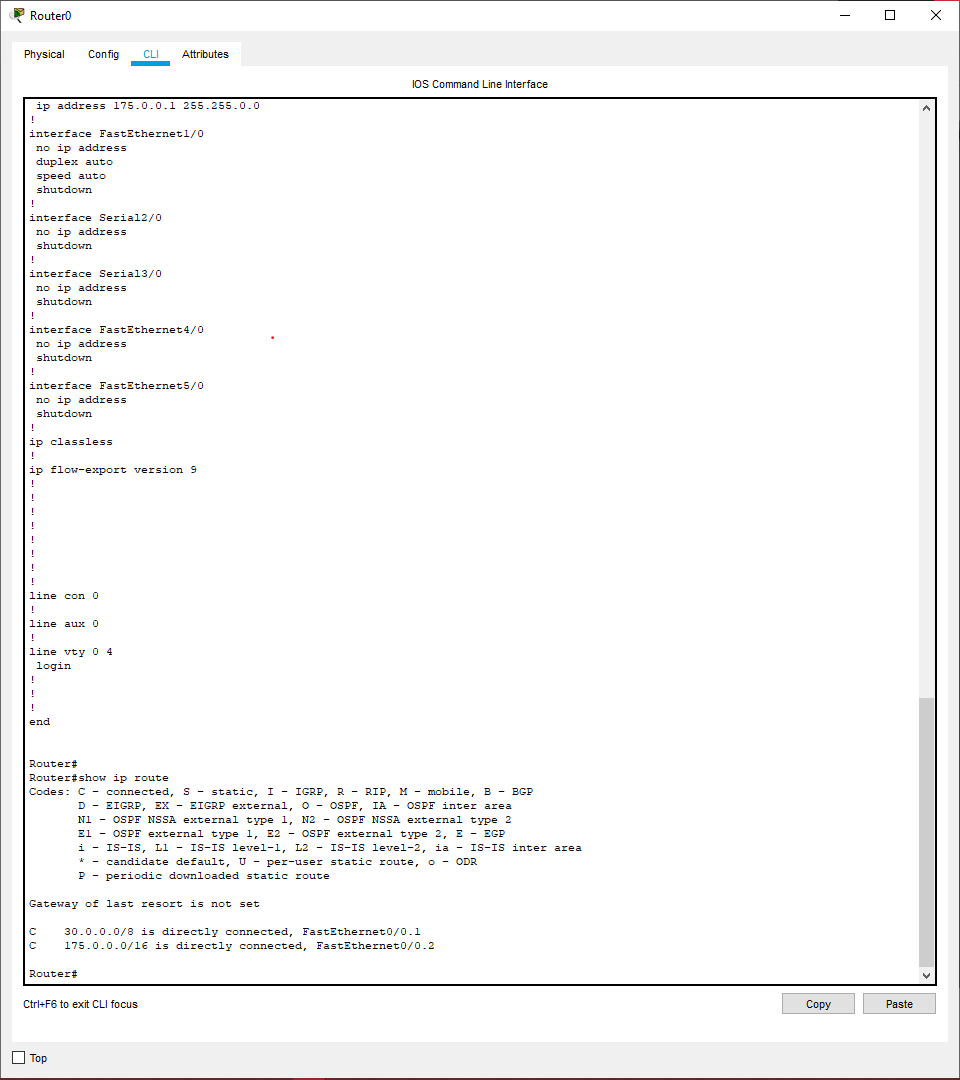 Router0
Physical Config CLI Attributes
IOS Command Line Interface
ip address 175.0.0.1 255.255.0.0
!
interface FastEthernet1/0
no ip address
duplex auto
speed auto
shutdown
!
interface Serial2/0
no ip address
shutdown
!
interface Serial3/0
no ip address
shutdown
!
interface FastEthernet4/0
no ip address
shutdown
!
interface FastEthernet5/0
no ip address
shutdown
!
ip classless
!
ip flow-export version 9
!
!
!
!
!
!
!
!
line con 0
!
line aux 0
!
line vty 0 4
login
!
!
!
end
Router#
Router#show ip route
Codes: C - connected, S - static, I - IGRP, R - RIP, M - mobile, B - BGP
D - EIGRP, EX - EIGRP external, O - OSPF, IA - OSPF inter area
N1 - OSPF NSSA external type 1, N2 - OSPF NSSA external type 2
E1 - OSPF external type 1, E2 - OSPF external type 2, E - EGP
i - IS-IS, L1 - IS-IS level-1, L2 - IS-IS level-2, ia - IS-IS inter area
* - candidate default, U - per-user static route, o - ODR
P - periodic downloaded static route
Gateway of last resort is not set
C 30.0.0.0/8 is directly connected, FastEthernet0/0.1
C 175.0.0.0/16 is directly connected, FastEthernet0/0.2
Router#
Ctrl+F6 to exit CLI focus
Copy Paste
Top